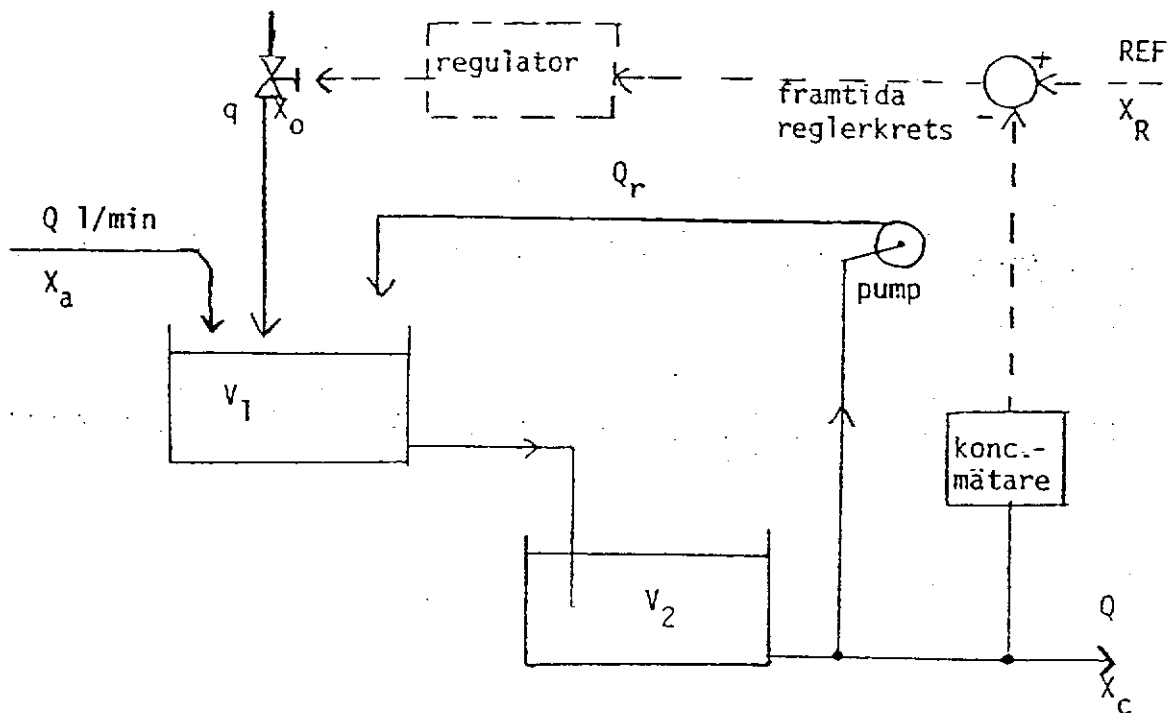 regulator
REF
+
-
X_R
framtida
reglerkrets
q
X_o
Q_r
Q l/min
X_a
pump
V_1
konc.-
mätare
V_2
Q
X_c